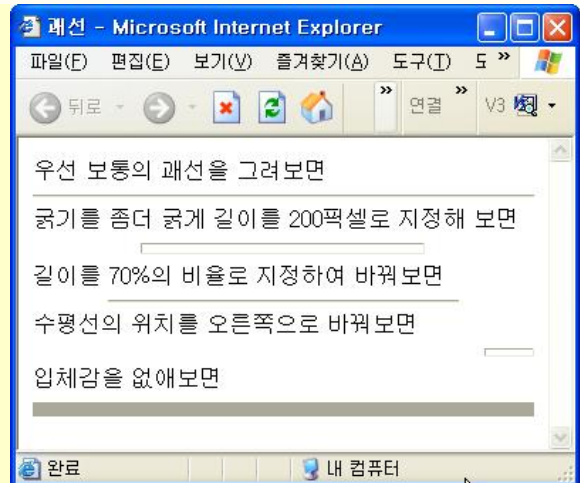 괘선 - Microsoft Internet Explorer
파일(F) 편집(E) 보기(V) 즐겨찾기(A) 도구(T) 도 »
뒤로 » 연결 » V3
우선 보통의 괘선을 그려보면
굵기를 좀더 굵게 길이를 200픽셀로 지정해 보면
길이를 70%의 비율로 지정하여 바꿔보면
수평선의 위치를 오른쪽으로 바꿔보면
입체감을 없애보면
완료 내 컴퓨터